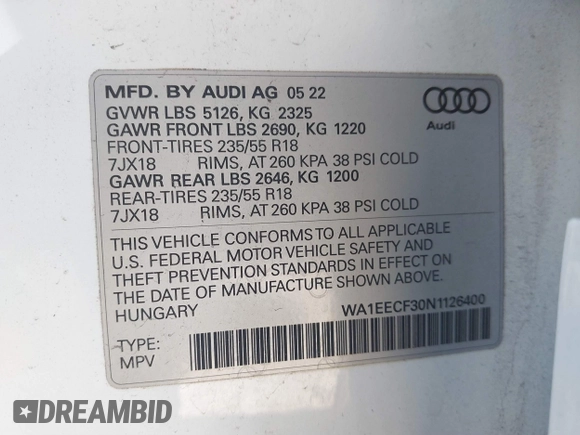 MFD. BY AUDI AG 05 22
GVWR LBS 5126, KG 2325
GAWR FRONT LBS 2690, KG 1220
FRONT-TIRES 235/55 R18
7JX18 RIMS, AT 260 KPA 38 PSI COLD
GAWR REAR LBS 2646, KG 1200
REAR-TIRES 235/55 R18
7JX18 RIMS, AT 260 KPA 38 PSI COLD
Audi
THIS VEHICLE CONFORMS TO ALL APPLICABLE
U.S. FEDERAL MOTOR VEHICLE SAFETY AND
THEFT PREVENTION STANDARDS IN EFFECT ON
THE DATE OF MANUFACTURE SHOWN ABOVE.
HUNGARY
WA1EECF30N1126400
TYPE:
MPV
DREAMBID